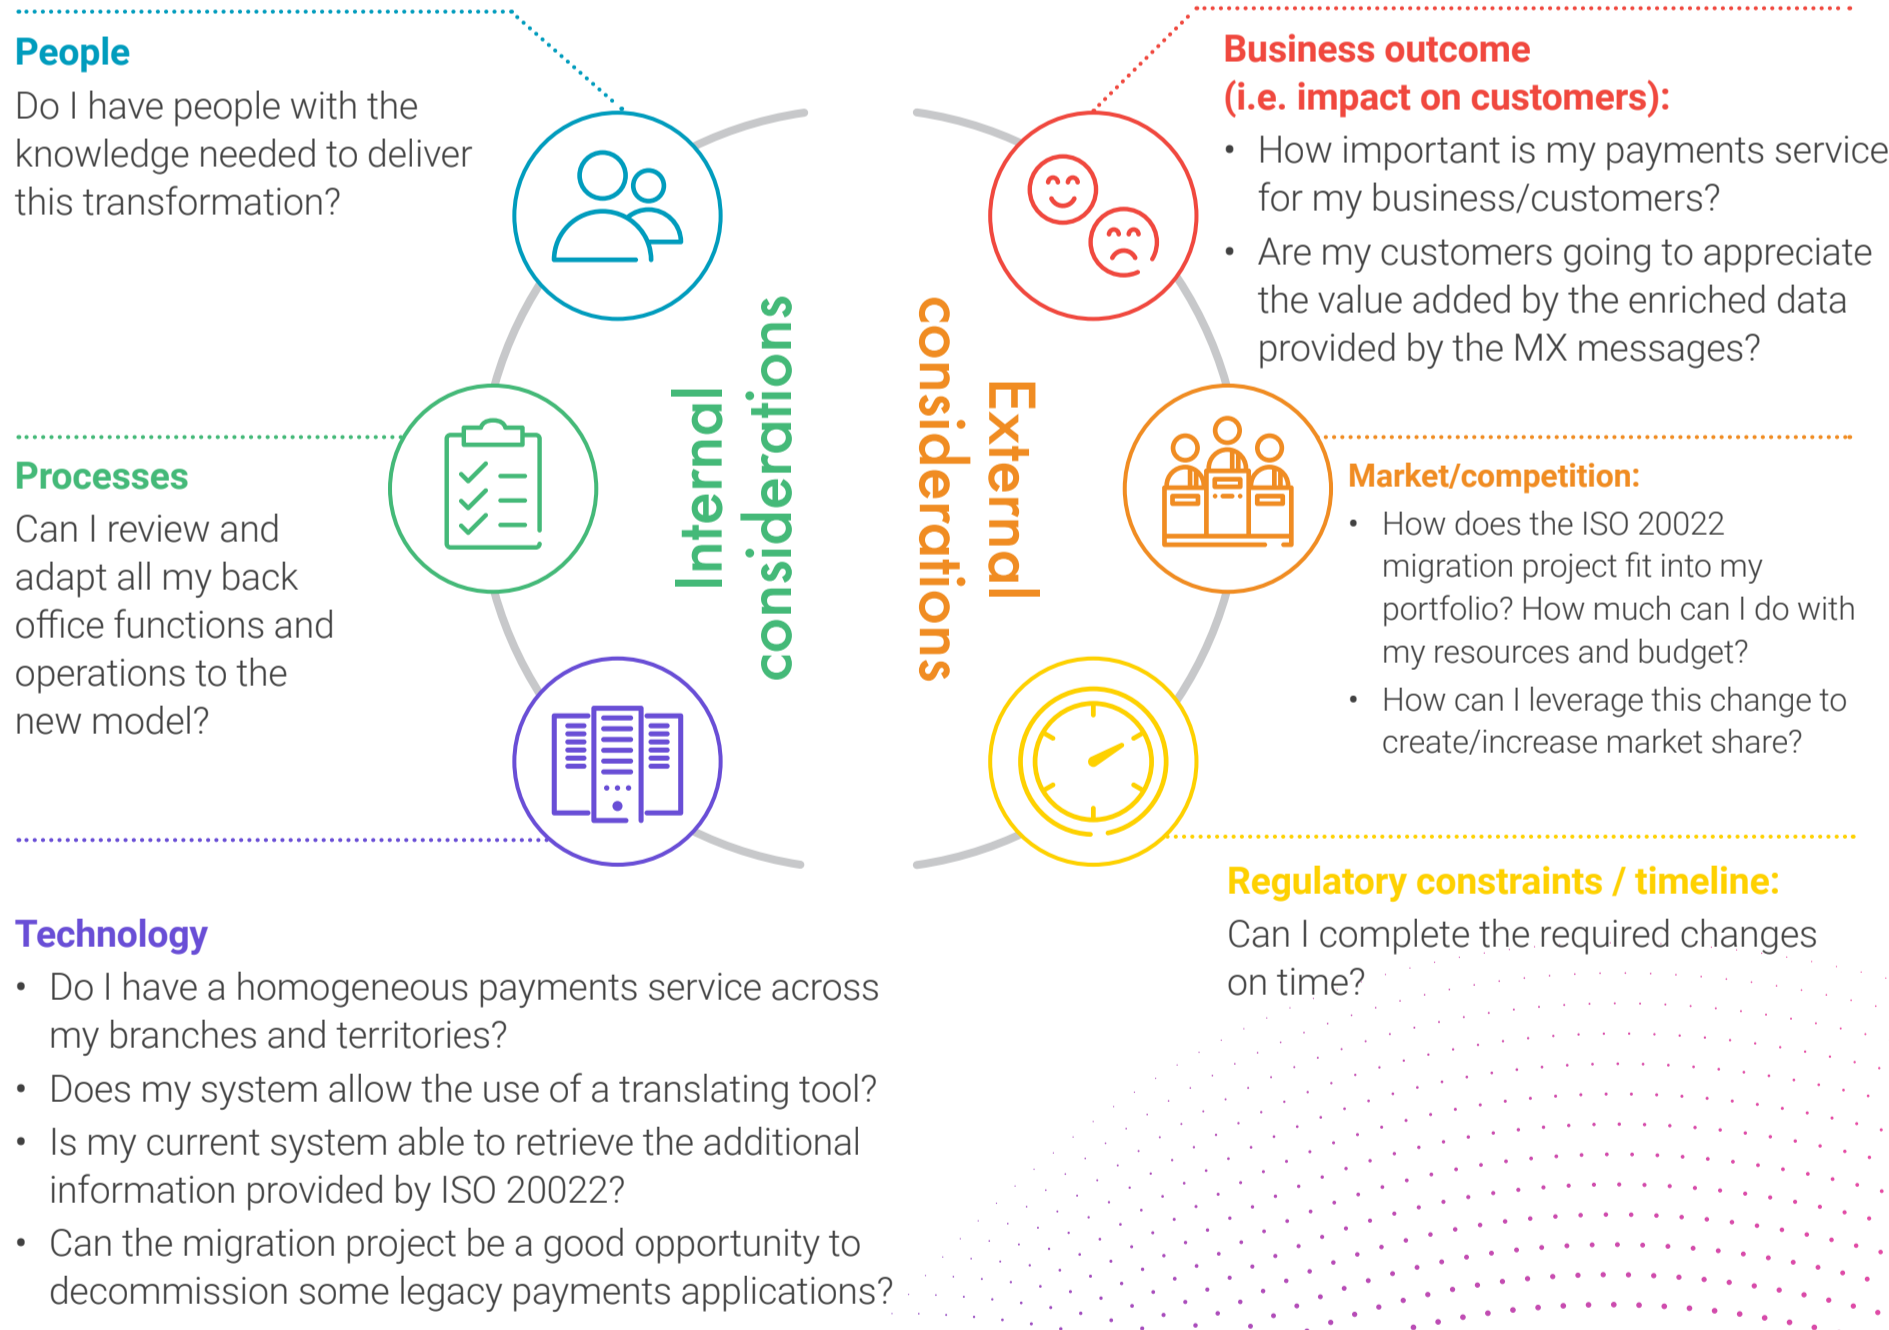 People
Do I have people with the
knowledge needed to deliver
this transformation?
Processes
Can I review and
adapt all my back
office functions and
operations to the
new model?
Technology
• Do I have a homogeneous payments service across
my branches and territories?
• Does my system allow the use of a translating tool?
• Is my current system able to retrieve the additional
information provided by ISO 20022?
• Can the migration project be a good opportunity to
decommission some legacy payments applications?
Internal
considerations
External
considerations
Business outcome
(i.e. impact on customers):
• How important is my payments service
for my business/customers?
• Are my customers going to appreciate
the value added by the enriched data
provided by the MX messages?
Market/competition:
• How does the ISO 20022
migration project fit into my
portfolio? How much can I do with
my resources and budget?
• How can I leverage this change to
create/increase market share?
Regulatory constraints / timeline:
Can I complete the required changes
on time?